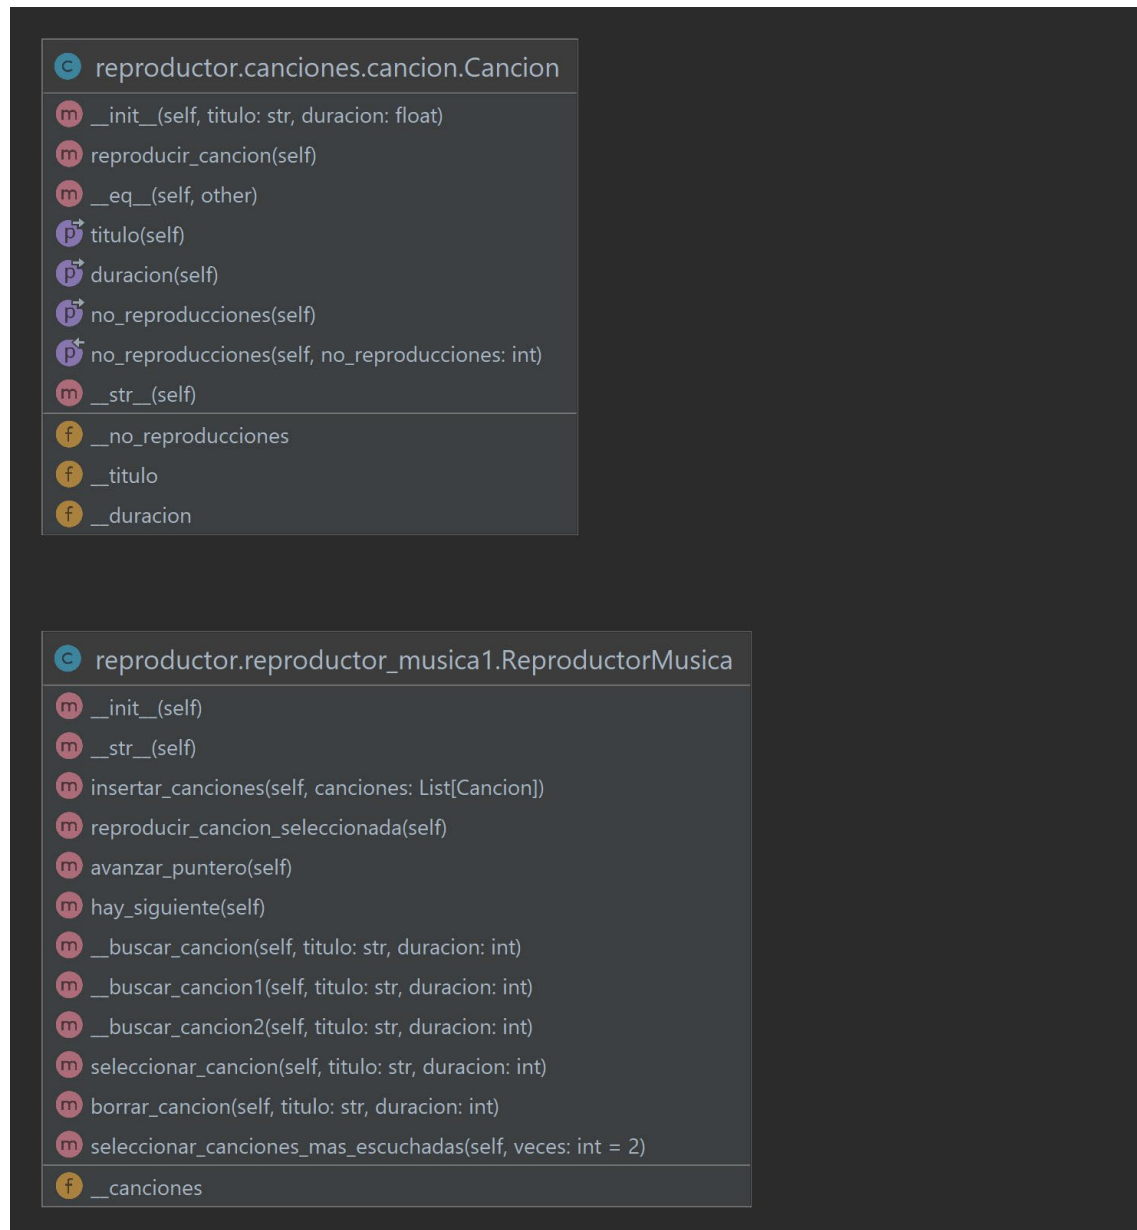 C reproductor.canciones.cancion.Cancion
m __init__(self, titulo: str, duracion: float)
m reproducir_cancion(self)
m __eq__(self, other)
p titulo(self)
p duracion(self)
p no_reproducciones(self)
p no_reproducciones(self, no_reproducciones: int)
m __str__(self)
f __no_reproducciones
f __titulo
f __duracion
C reproductor.reproductor_musica1.ReproductorMusica
m __init__(self)
m __str__(self)
m insertar_canciones(self, canciones: List[Cancion])
m reproducir_cancion_seleccionada(self)
m avanzar_puntero(self)
m hay_siguiente(self)
m __buscar_cancion(self, titulo: str, duracion: int)
m __buscar_cancion1(self, titulo: str, duracion: int)
m __buscar_cancion2(self, titulo: str, duracion: int)
m seleccionar_cancion(self, titulo: str, duracion: int)
m borrar_cancion(self, titulo: str, duracion: int)
m seleccionar_canciones_mas_escuchadas(self, veces: int = 2)
f __canciones